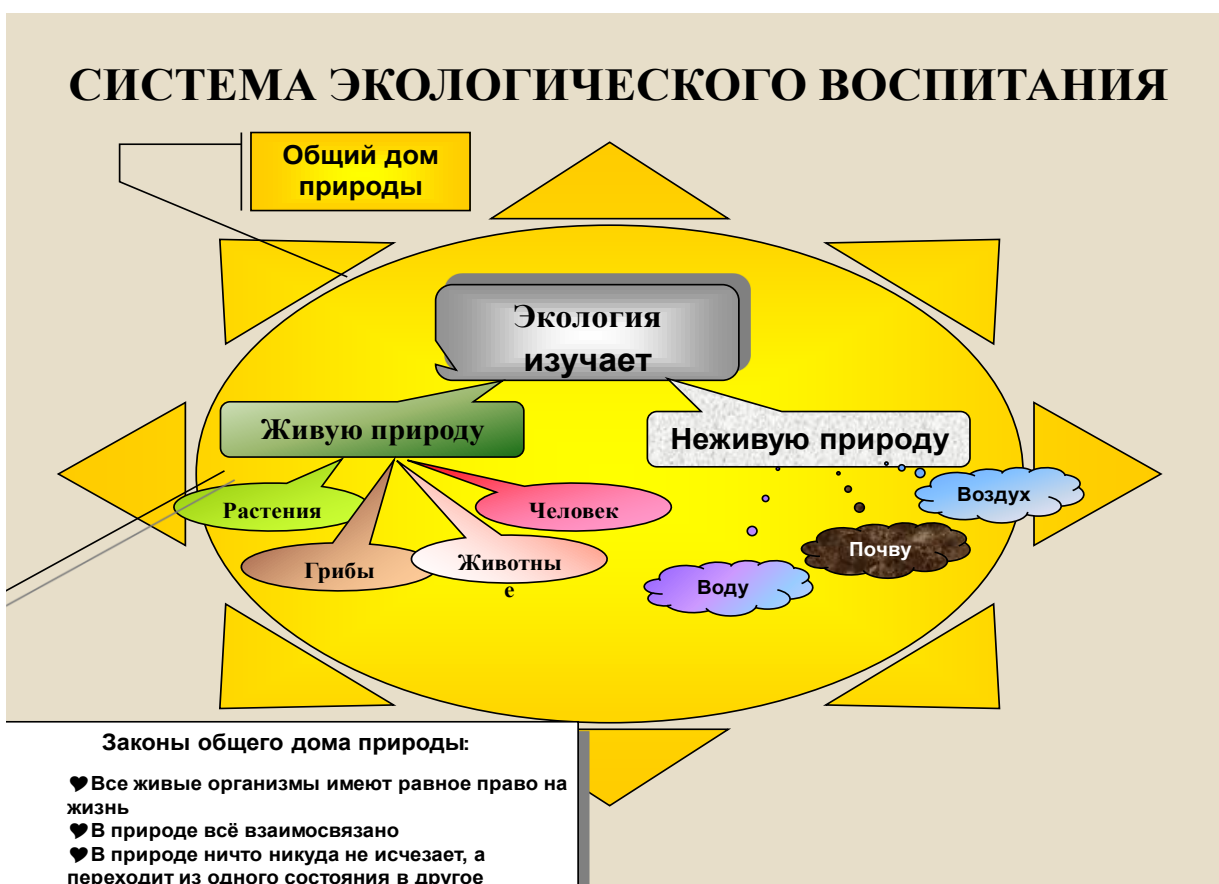 СИСТЕМА ЭКОЛОГИЧЕСКОГО ВОСПИТАНИЯ
Общий дом
природы
Экология
изучает
Живую природу
Неживую природу
Растения
Грибы
Животны
е
Человек
Воду
Почву
Воздух
Законы общего дома природы:
Все живые организмы имеют равное право на
жизнь
В природе всё взаимосвязано
В природе ничто никуда не исчезает, а
переходит из одного состояния в другое